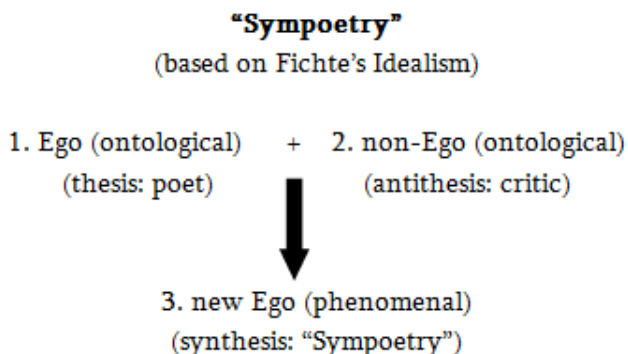 “Sympoetry”
(based on Fichte’s Idealism)
1. Ego (ontological) + 2. non-Ego (ontological)
(thesis: poet) (antithesis: critic)
3. new Ego (phenomenal)
(synthesis: “Sympoetry”)